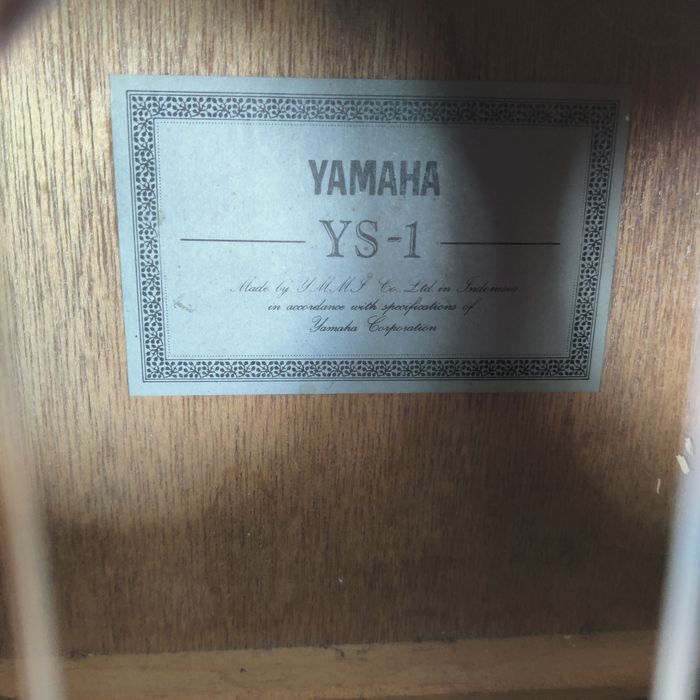 YAMAHA
YS-1
Made by YMMI Co., Ltd. in Indonesia
in accordance with specifications of
Yamaha Corporation